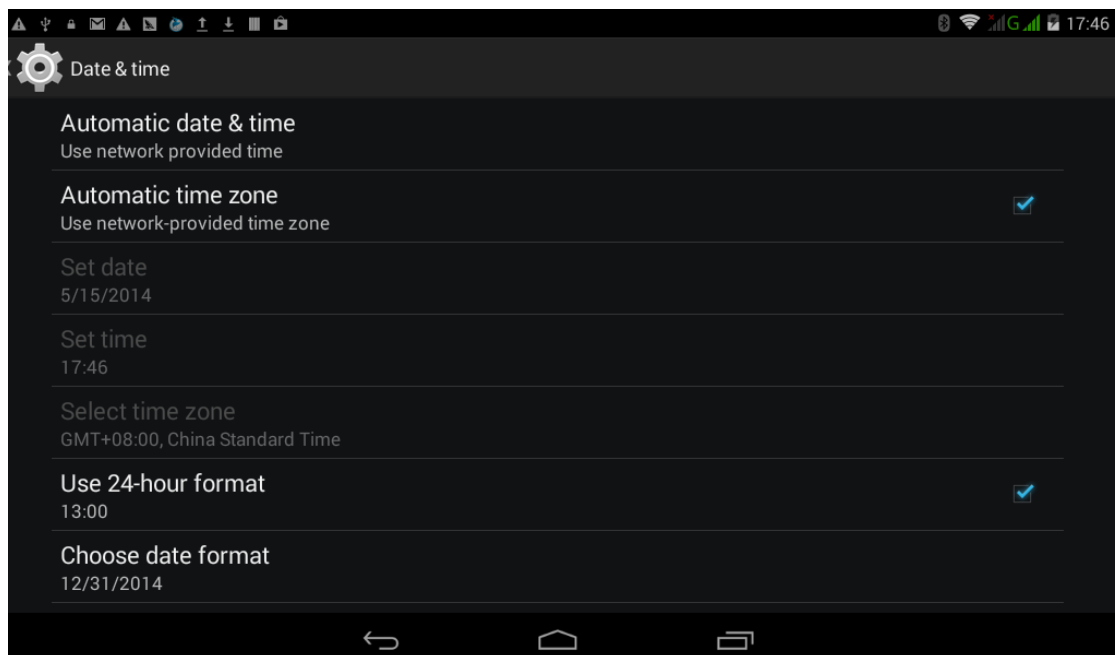 G 17:46
Date & time
Automatic date & time
Use network provided time
Automatic time zone
Use network-provided time zone
Set date
5/15/2014
Set time
17:46
Select time zone
GMT+08:00, China Standard Time
Use 24-hour format
13:00
Choose date format
12/31/2014